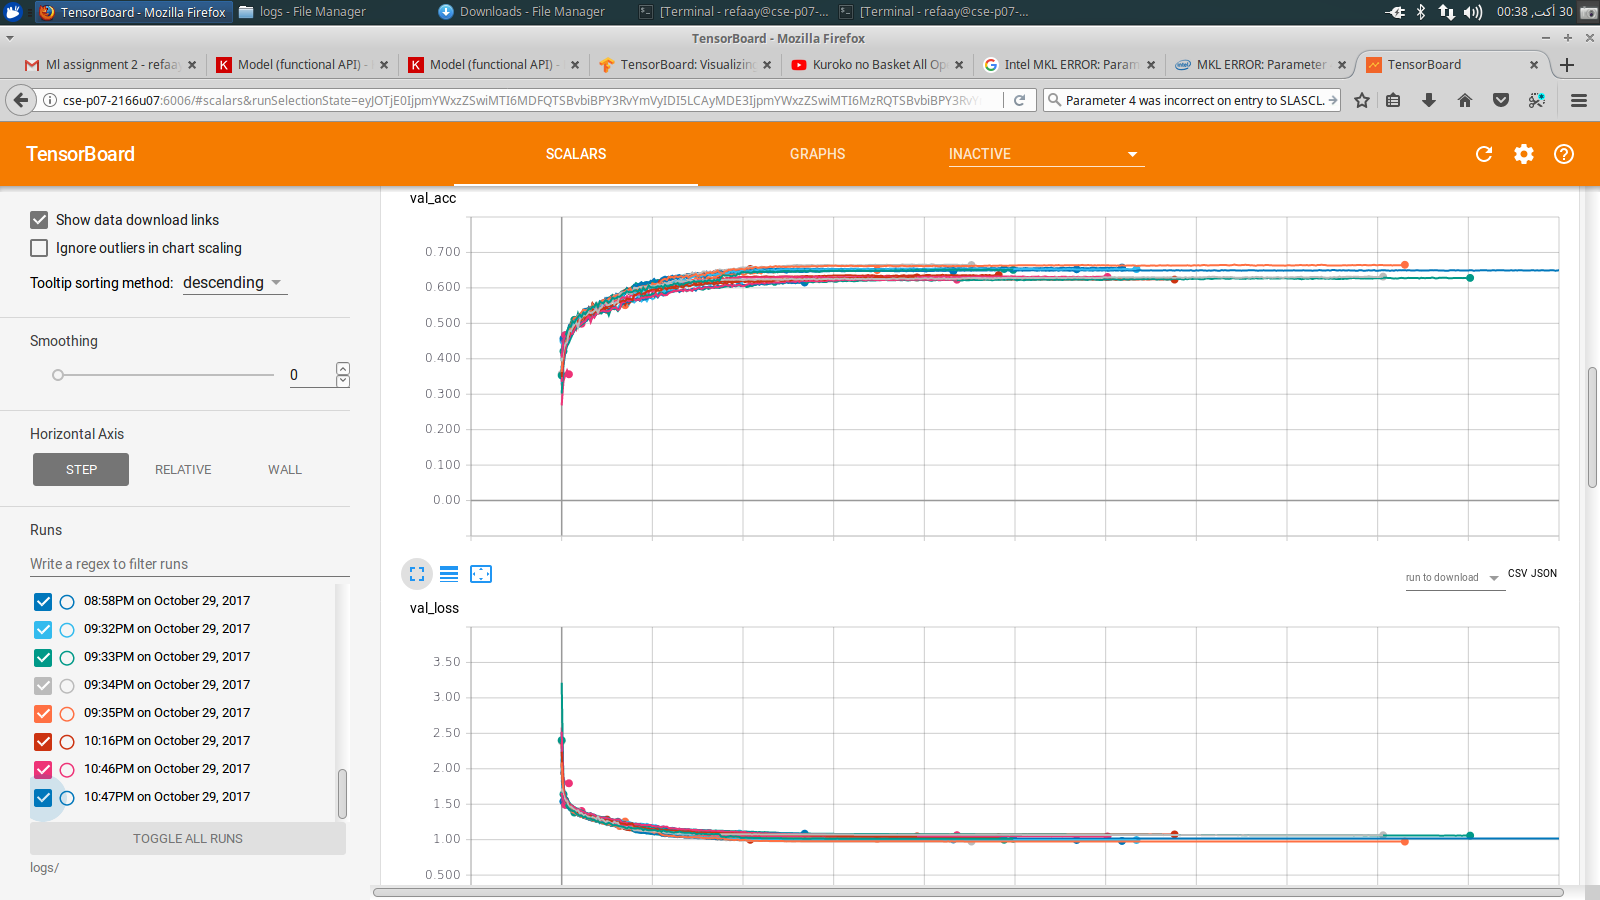 TensorBoard - Mozilla Firefox
logs - File Manager
Downloads - File Manager
[Terminal - refaay@cse-p07-...
[Terminal - refaay@cse-p07-...
30 أكت, 00:38
TensorBoard - Mozilla Firefox
Ml assignment 2 - refaa
Model (functional API) -
Model (functional API) -
TensorBoard: Visualizing
Kuroko no Basket All Op
Intel MKL ERROR: Param
MKL ERROR: Parameter
TensorBoard
Parameter 4 was incorrect on entry to SLASCL.
TensorBoard
SCALARS
GRAPHS
INACTIVE
Show data download links
Ignore outliers in chart scaling
Tooltip sorting method: descending
Smoothing
0
Horizontal Axis
STEP
RELATIVE
WALL
Runs
Write a regex to filter runs
08:58PM on October 29, 2017
09:32PM on October 29, 2017
09:33PM on October 29, 2017
09:34PM on October 29, 2017
09:35PM on October 29, 2017
10:16PM on October 29, 2017
10:46PM on October 29, 2017
10:47PM on October 29, 2017
TOGGLE ALL RUNS
logs/
val_acc
0.700
0.600
0.500
0.400
0.300
0.200
0.100
0.00
run to download
CSV JSON
val_loss
3.50
3.00
2.50
2.00
1.50
1.00
0.500